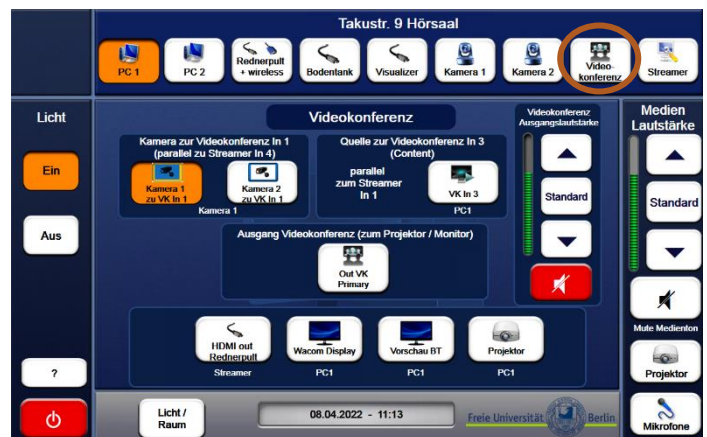 Takustr. 9 Hörsaal
PC 1
PC 2
Rednerpult
+ wireless
Bodentank
Visualizer
Kamera 1
Kamera 2
Video-
konferenz
Streamer
Licht
Ein
Aus
?
Videokonferenz
Kamera zur Videokonferenz In 1
(parallel zu Streamer In 4)
Kamera 1
zu VK In 1
Kamera 2
zu VK In 1
Kamera 1
Quelle zur Videokonferenz In 3
(Content)
parallel
zum Streamer
In 1
VK In 3
PC1
Ausgang Videokonferenz (zum Projektor / Monitor)
Out VK
Primary
HDMI out
Rednerpult
Streamer
Wacom Display
PC1
Vorschau BT
PC1
Projektor
PC1
Videokonferenz
Ausgangslautstärke
Standard
Medien
Lautstärke
Standard
Mute Medienton
Projektor
Mikrofone
Licht /
Raum
08.04.2022 - 11:13
Freie Universität Berlin